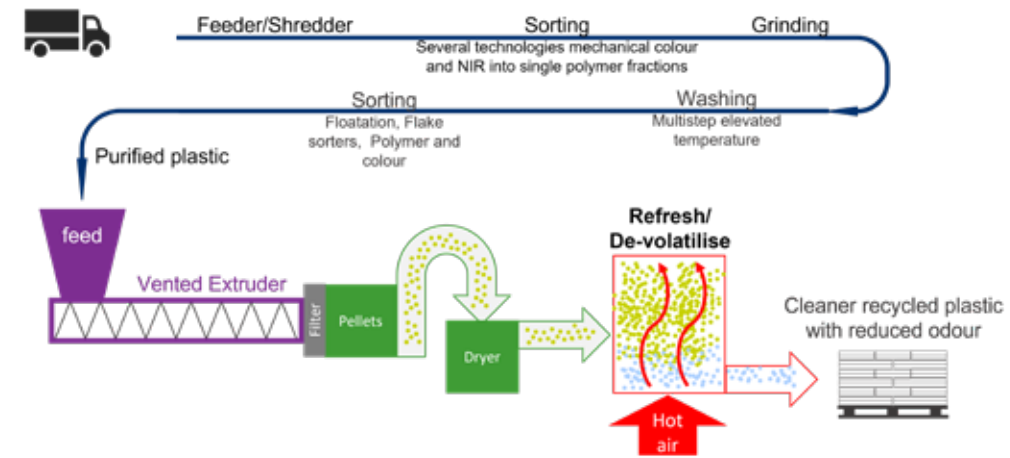 Feeder/Shredder
Sorting
Grinding
Several technologies mechanical colour
and NIR into single polymer fractions
Sorting
Floatation, Flake
sorters, Polymer and
colour
Washing
Multistep elevated
temperature
Purified plastic
feed
Vented Extruder
Filter
Pellets
Dryer
Refresh/
De-volatilise
Hot
air
Cleaner recycled plastic
with reduced odour